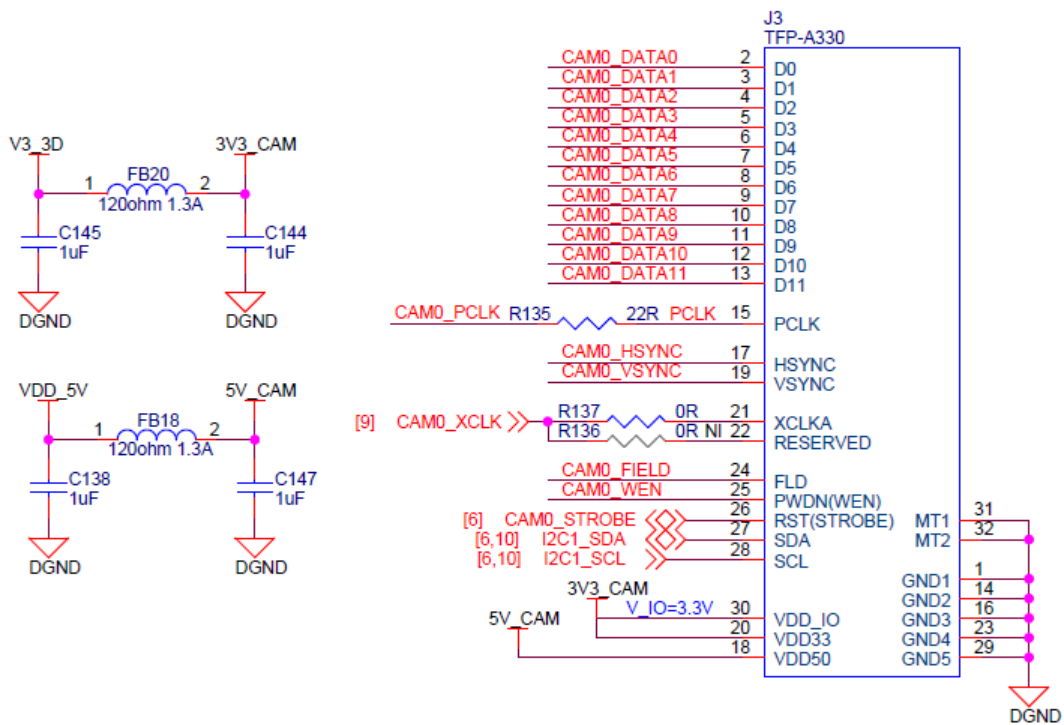 J3
TFP-A330
CAM0_DATA0 2 D0
CAM0_DATA1 3 D1
CAM0_DATA2 4 D2
CAM0_DATA3 5 D3
CAM0_DATA4 6 D4
CAM0_DATA5 7 D5
CAM0_DATA6 8 D6
CAM0_DATA7 9 D7
CAM0_DATA8 10 D8
CAM0_DATA9 11 D9
CAM0_DATA10 12 D10
CAM0_DATA11 13 D11
V3_3D 3V3_CAM
FB20
1 2
120ohm 1.3A
C145 C144
1uF 1uF
DGND DGND
CAM0_PCLK R135 22R PCLK 15 PCLK
CAM0_HSYNC 17 HSYNC
CAM0_VSYNC 19 VSYNC
VDD_5V 5V_CAM
FB18
1 2
120ohm 1.3A
C138 C147
1uF 1uF
DGND DGND
[9] CAM0_XCLK R137 0R 21 XCLKA
R136 0R NI 22 RESERVED
CAM0_FIELD 24 FLD
CAM0_WEN 25 PWDN(WEN)
[6] CAM0_STROBE 26 RST(STROBE)
[6,10] I2C1_SDA 27 SDA
[6,10] I2C1_SCL 28 SCL
3V3_CAM
V_IO=3.3V 30 VDD_IO
20 VDD33
5V_CAM 18 VDD50
MT1 31
MT2 32
GND1 1
GND2 14
GND3 16
GND4 23
GND5 29
DGND